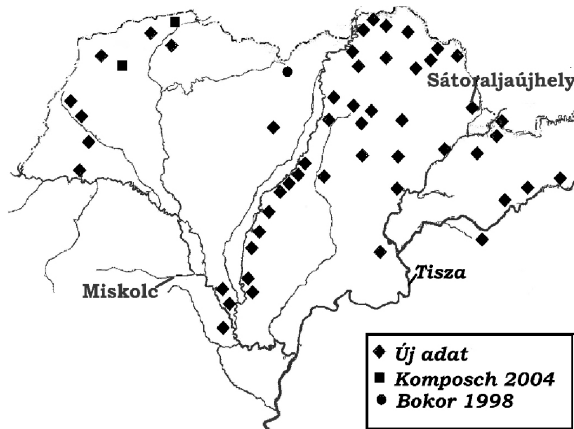 Sátoraljaújhely
Miskolc
Tisza
Új adat
Komposch 2004
Bokor 1998